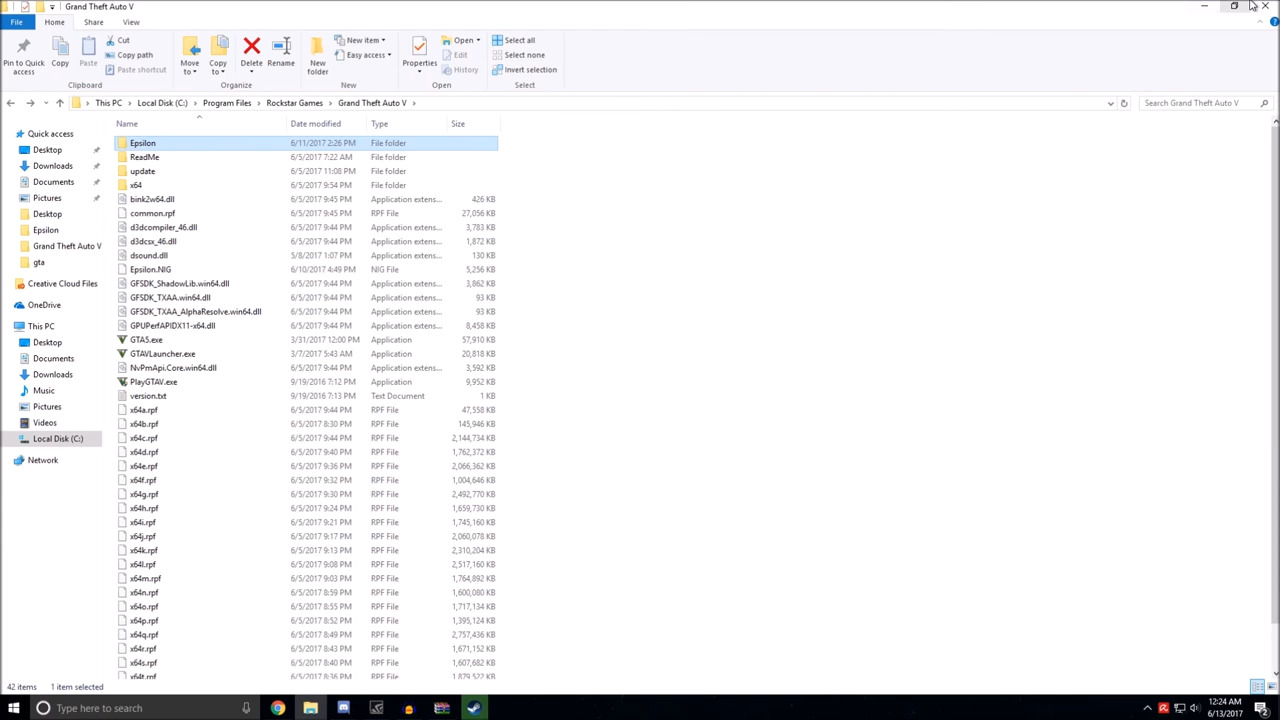 Grand Theft Auto V
File Home Share View
Pin to Quick access
Copy
Paste
Cut
Copy path
Paste shortcut
Move to
Copy to
Delete
Rename
New folder
New item
Easy access
Properties
Open
Edit
History
Select all
Select none
Invert selection
Clipboard Organize New Open Select
This PC Local Disk (C:) Program Files Rockstar Games Grand Theft Auto V
Search Grand Theft Auto V
Quick access
Desktop
Downloads
Documents
Pictures
Desktop
Epsilon
Grand Theft Auto V
gta
Creative Cloud Files
OneDrive
This PC
Desktop
Documents
Downloads
Music
Pictures
Videos
Local Disk (C:)
Network
Name Date modified Type Size
Epsilon 6/11/2017 2:26 PM File folder
ReadMe 6/5/2017 7:22 AM File folder
update 6/5/2017 11:08 PM File folder
x64 6/5/2017 9:54 PM File folder
bink2w64.dll 6/5/2017 9:45 PM Application extens... 426 KB
common.rpf 6/5/2017 9:45 PM RPF File 27,056 KB
d3dcompiler_46.dll 6/5/2017 9:44 PM Application extens... 3,783 KB
d3dcsx_46.dll 6/5/2017 9:44 PM Application extens... 1,872 KB
dsound.dll 5/8/2017 1:07 PM Application extens... 130 KB
Epsilon.NIG 6/10/2017 4:49 PM NIG File 5,256 KB
GFSDK_ShadowLib.win64.dll 6/5/2017 9:44 PM Application extens... 3,862 KB
GFSDK_TXAA.win64.dll 6/5/2017 9:44 PM Application extens... 93 KB
GFSDK_TXAA_AlphaResolve.win64.dll 6/5/2017 9:44 PM Application extens... 93 KB
GPUPerfAPIDX11-x64.dll 6/5/2017 9:44 PM Application extens... 8,458 KB
GTA5.exe 3/31/2017 12:00 PM Application 57,910 KB
GTAVLauncher.exe 3/7/2017 5:43 AM Application 20,818 KB
NvPmApi.Core.win64.dll 6/5/2017 9:44 PM Application extens... 3,592 KB
PlayGTAV.exe 9/19/2016 7:12 PM Application 9,952 KB
version.txt 9/19/2016 7:13 PM Text Document 1 KB
x64a.rpf 6/5/2017 9:44 PM RPF File 47,558 KB
x64b.rpf 6/5/2017 8:30 PM RPF File 145,946 KB
x64c.rpf 6/5/2017 9:44 PM RPF File 2,144,734 KB
x64d.rpf 6/5/2017 9:40 PM RPF File 1,762,372 KB
x64e.rpf 6/5/2017 9:36 PM RPF File 2,066,362 KB
x64f.rpf 6/5/2017 9:32 PM RPF File 1,004,646 KB
x64g.rpf 6/5/2017 9:30 PM RPF File 2,492,770 KB
x64h.rpf 6/5/2017 9:24 PM RPF File 1,659,730 KB
x64i.rpf 6/5/2017 9:21 PM RPF File 1,745,160 KB
x64j.rpf 6/5/2017 9:17 PM RPF File 2,060,078 KB
x64k.rpf 6/5/2017 9:13 PM RPF File 2,310,204 KB
x64l.rpf 6/5/2017 9:08 PM RPF File 2,517,160 KB
x64m.rpf 6/5/2017 9:03 PM RPF File 1,764,892 KB
x64n.rpf 6/5/2017 8:59 PM RPF File 1,600,080 KB
x64o.rpf 6/5/2017 8:55 PM RPF File 1,717,134 KB
x64p.rpf 6/5/2017 8:52 PM RPF File 1,395,124 KB
x64q.rpf 6/5/2017 8:49 PM RPF File 2,757,436 KB
x64r.rpf 6/5/2017 8:43 PM RPF File 1,671,152 KB
x64s.rpf 6/5/2017 8:40 PM RPF File 1,607,682 KB
x64t.rpf 6/5/2017 8:36 PM RPF File 1,879,522 KB
42 items 1 item selected
Type here to search
12:24 AM
6/13/2017
2